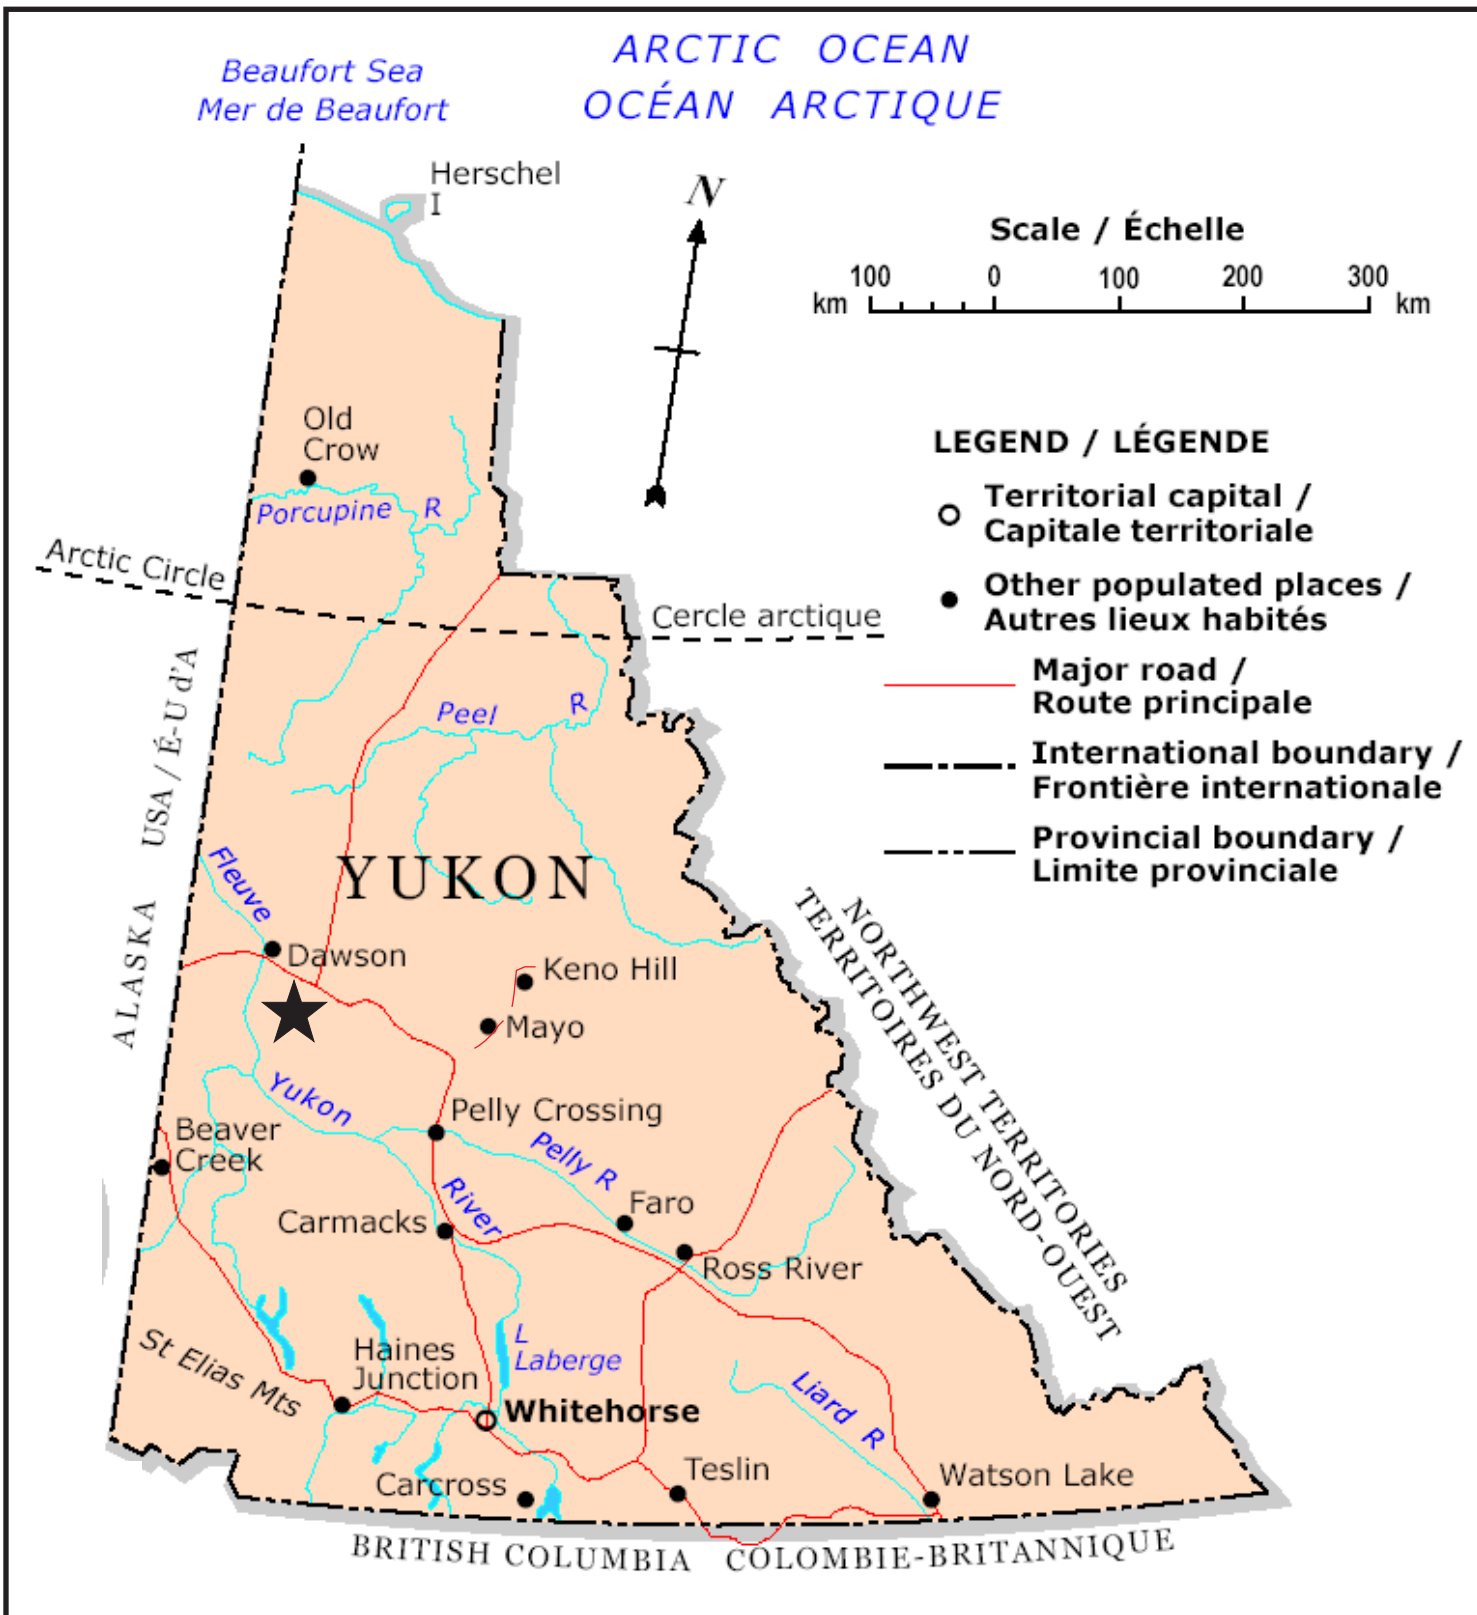 ARCTIC OCEAN
OCÉAN ARCTIQUE
Beaufort Sea
Mer de Beaufort
Herschel
I
N
Scale / Échelle
100 0 100 200 300
km km
Old
Crow
Porcupine R
Arctic Circle
Cercle arctique
LEGEND / LÉGENDE
Territorial capital /
Capitale territoriale
Other populated places /
Autres lieux habités
Major road /
Route principale
International boundary /
Frontière internationale
Provincial boundary /
Limite provinciale
ALASKA USA / É-U d'A
Peel R
YUKON
Fleuve
Dawson
Keno Hill
Mayo
NORTHWEST TERRITORIES
TERRITOIRES DU NORD-OUEST
Yukon
Pelly Crossing
Beaver
Creek
Pelly R
River
Faro
Carmacks
Ross River
St Elias Mts
Haines
Junction
L
Laberge
Liard R
Whitehorse
Carcross
Teslin
Watson Lake
BRITISH COLUMBIA COLOMBIE-BRITANNIQUE